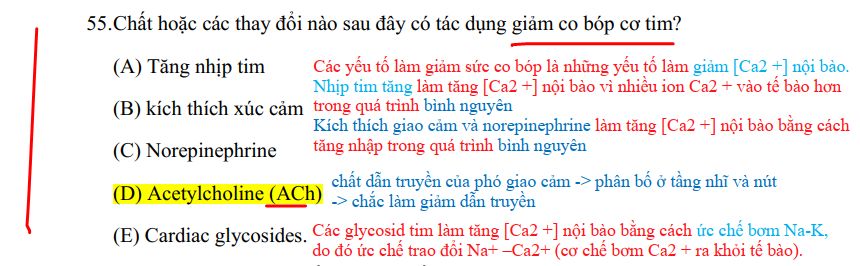 55.Chất hoặc các thay đổi nào sau đây có tác dụng giảm co bóp cơ tim?
(A) Tăng nhịp tim
(B) kích thích xúc cảm
(C) Norepinephrine
(D) Acetylcholine (ACh)
(E) Cardiac glycosides.
Các yếu tố làm giảm sức co bóp là những yếu tố làm giảm [Ca2 +] nội bào.
Nhịp tim tăng làm tăng [Ca2 +] nội bào vì nhiều ion Ca2 + vào tế bào hơn
trong quá trình bình nguyên
Kích thích giao cảm và norepinephrine làm tăng [Ca2 +] nội bào bằng cách
tăng nhập trong quá trình bình nguyên
chất dẫn truyền của phó giao cảm -> phân bố ở tầng nhĩ và nút
-> chắc làm giảm dẫn truyền
Các glycosid tim làm tăng [Ca2 +] nội bào bằng cách ức chế bơm Na-K,
do đó ức chế trao đổi Na+ –Ca2+ (cơ chế bơm Ca2 + ra khỏi tế bào).